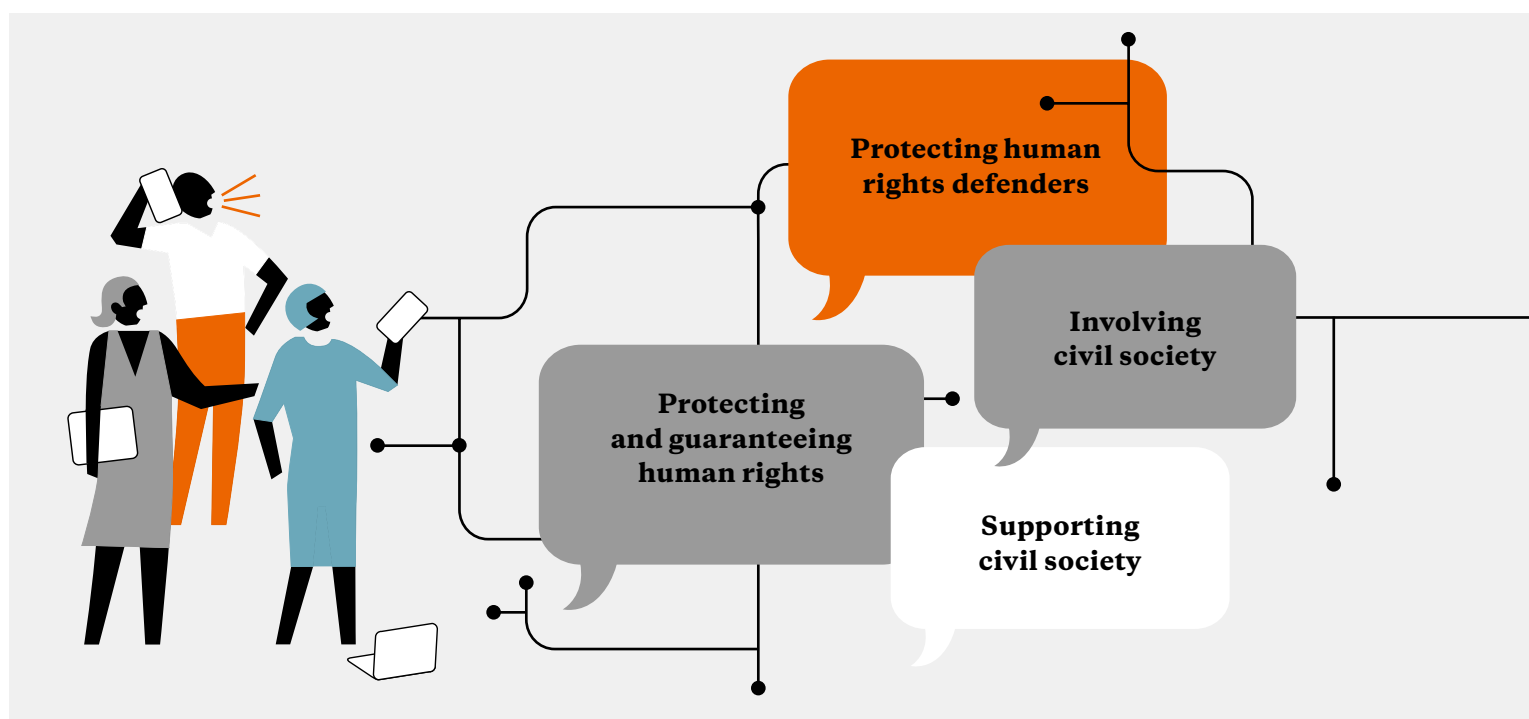 Protecting human
rights defenders
Involving
civil society
Protecting
and guaranteeing
human rights
Supporting
civil society